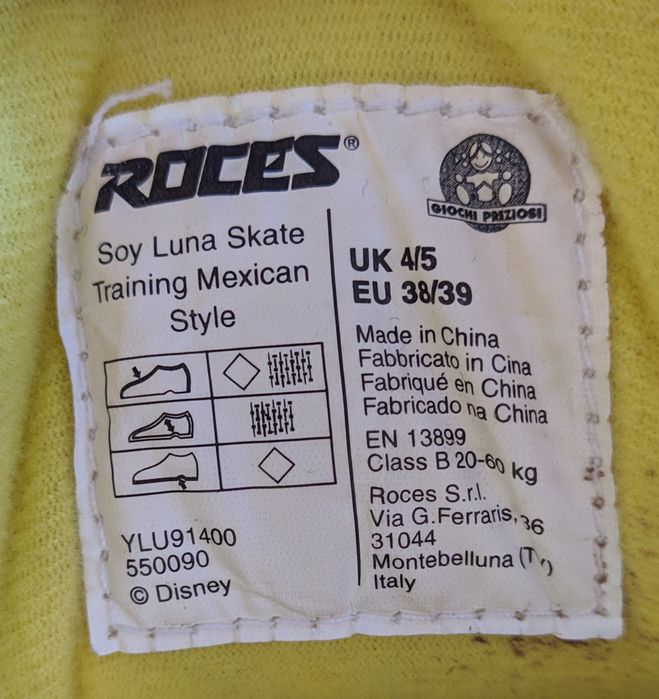 ROCES®
GIOCHI PREZIOSI
Soy Luna Skate
Training Mexican
Style
YLU91400
550090
© Disney
UK 4/5
EU 38/39
Made in China
Fabbricato in Cina
Fabriqué en China
Fabricado na China
EN 13899
Class B 20-60 kg
Roces S.r.l.
Via G.Ferraris, 36
31044
Montebelluna (TV)
Italy